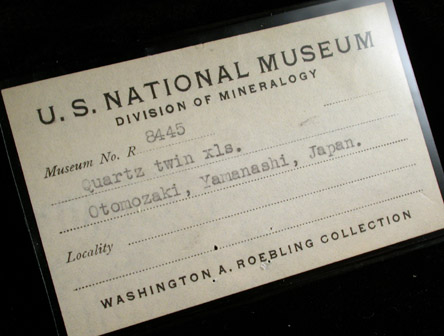 U. S. NATIONAL MUSEUM
DIVISION OF MINERALOGY
Museum No. R 8445
Quartz twin xls.
Otomozaki, Yamanashi, Japan.
Locality
WASHINGTON A. ROEBLING COLLECTION